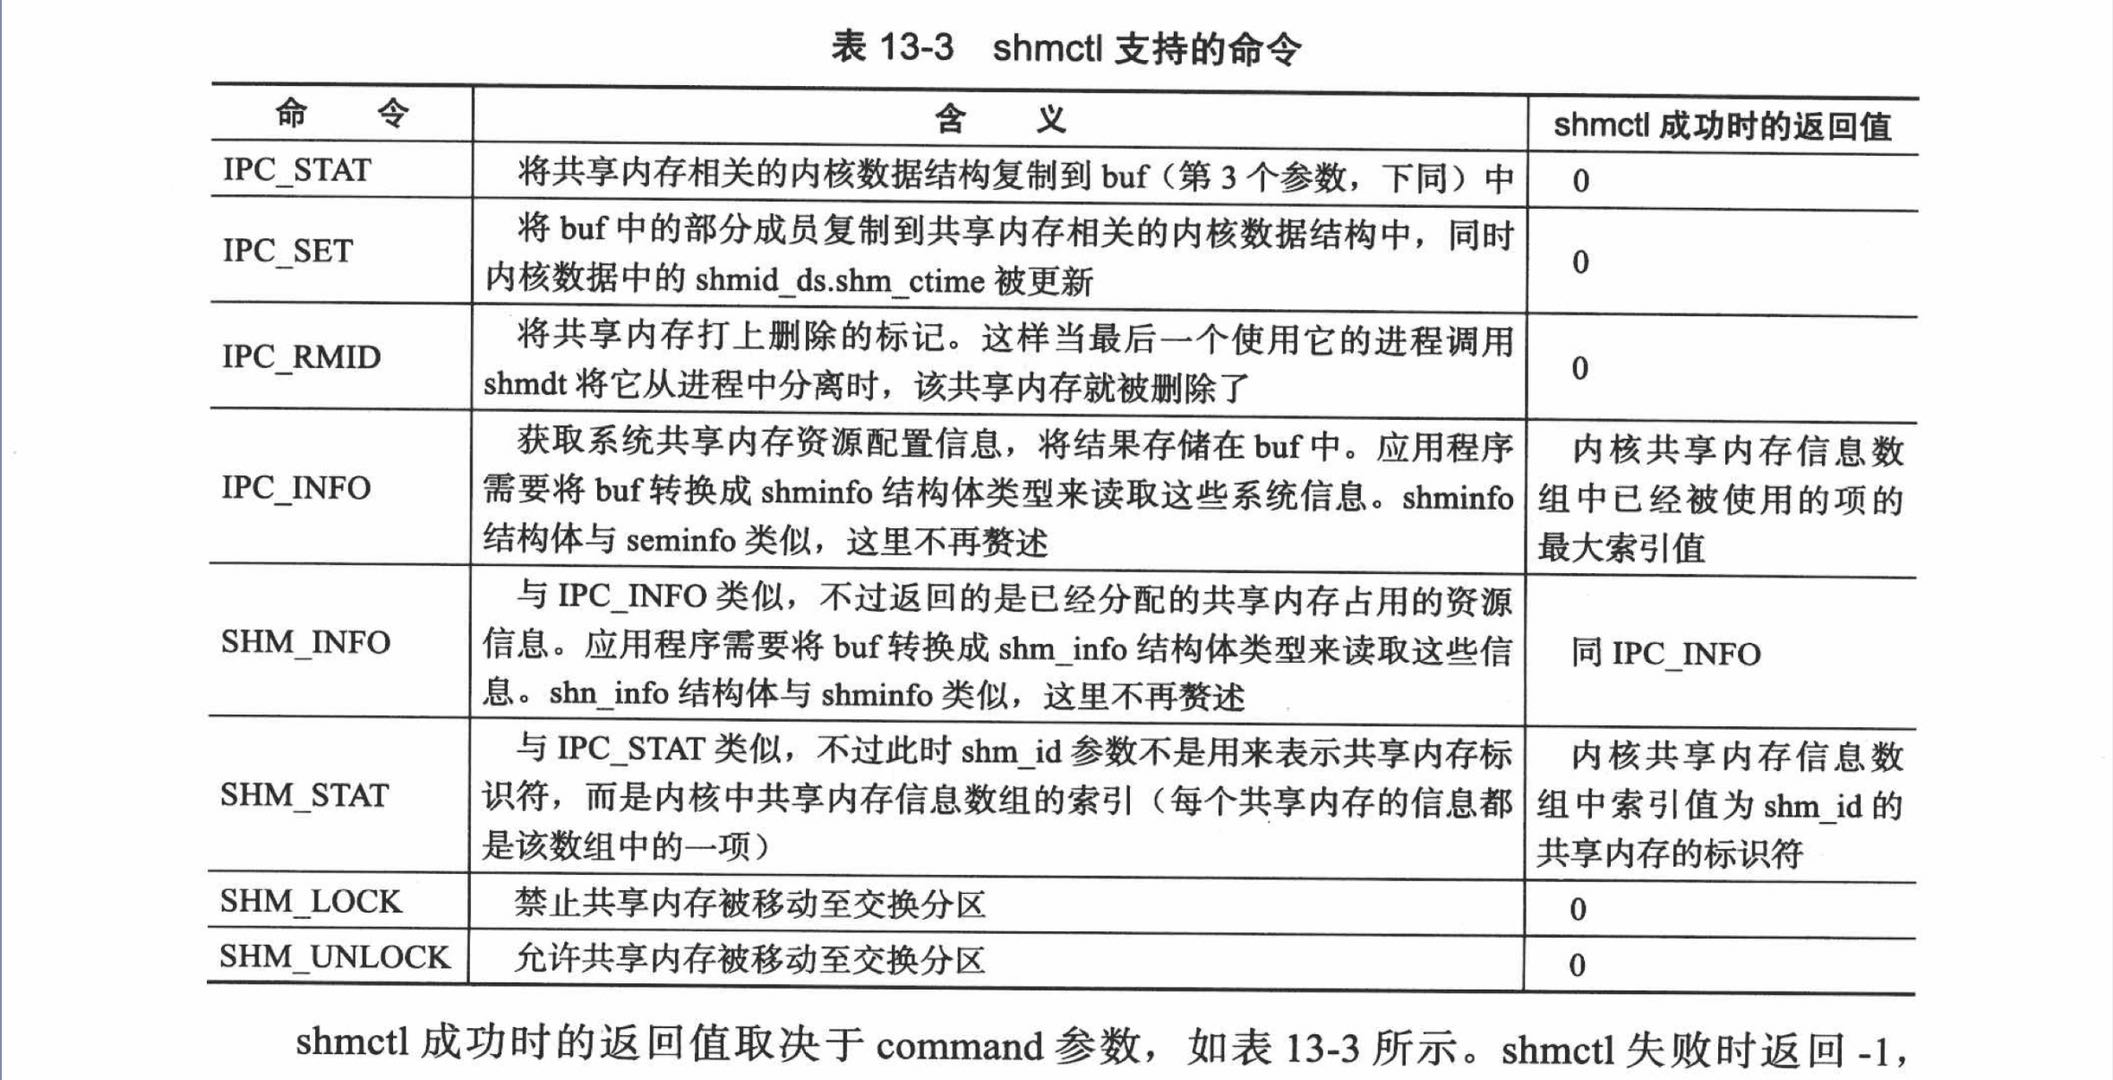 表 13-3 shmctl 支持的命令
命 令 含 义 shmctl 成功时的返回值
IPC_STAT 将共享内存相关的内核数据结构复制到 buf（第 3 个参数，下同）中 0
IPC_SET
将 buf 中的部分成员复制到共享内存相关的内核数据结构中，同时
内核数据中的 shmid_ds.shm_ctime 被更新
0
IPC_RMID
将共享内存打上删除的标记。这样当最后一个使用它的进程调用
shmdt 将它从进程中分离时，该共享内存就被删除了
0
IPC_INFO
获取系统共享内存资源配置信息，将结果存储在 buf 中。应用程序
需要将 buf 转换成 shminfo 结构体类型来读取这些系统信息。shminfo
结构体与 seminfo 类似，这里不再赘述
内核共享内存信息数
组中已经被使用的项的
最大索引值
SHM_INFO
与 IPC_INFO 类似，不过返回的是已经分配的共享内存占用的资源
信息。应用程序需要将 buf 转换成 shm_info 结构体类型来读取这些信
息。shn_info 结构体与 shminfo 类似，这里不再赘述
同 IPC_INFO
SHM_STAT
与 IPC_STAT 类似，不过此时 shm_id 参数不是用来表示共享内存标
识符，而是内核中共享内存信息数组的索引（每个共享内存的信息都
是该数组中的一项）
内核共享内存信息数
组中索引值为 shm_id 的
共享内存的标识符
SHM_LOCK 禁止共享内存被移动至交换分区 0
SHM_UNLOCK 允许共享内存被移动至交换分区 0
shmctl 成功时的返回值取决于 command 参数，如表 13-3 所示。shmctl 失败时返回 -1，